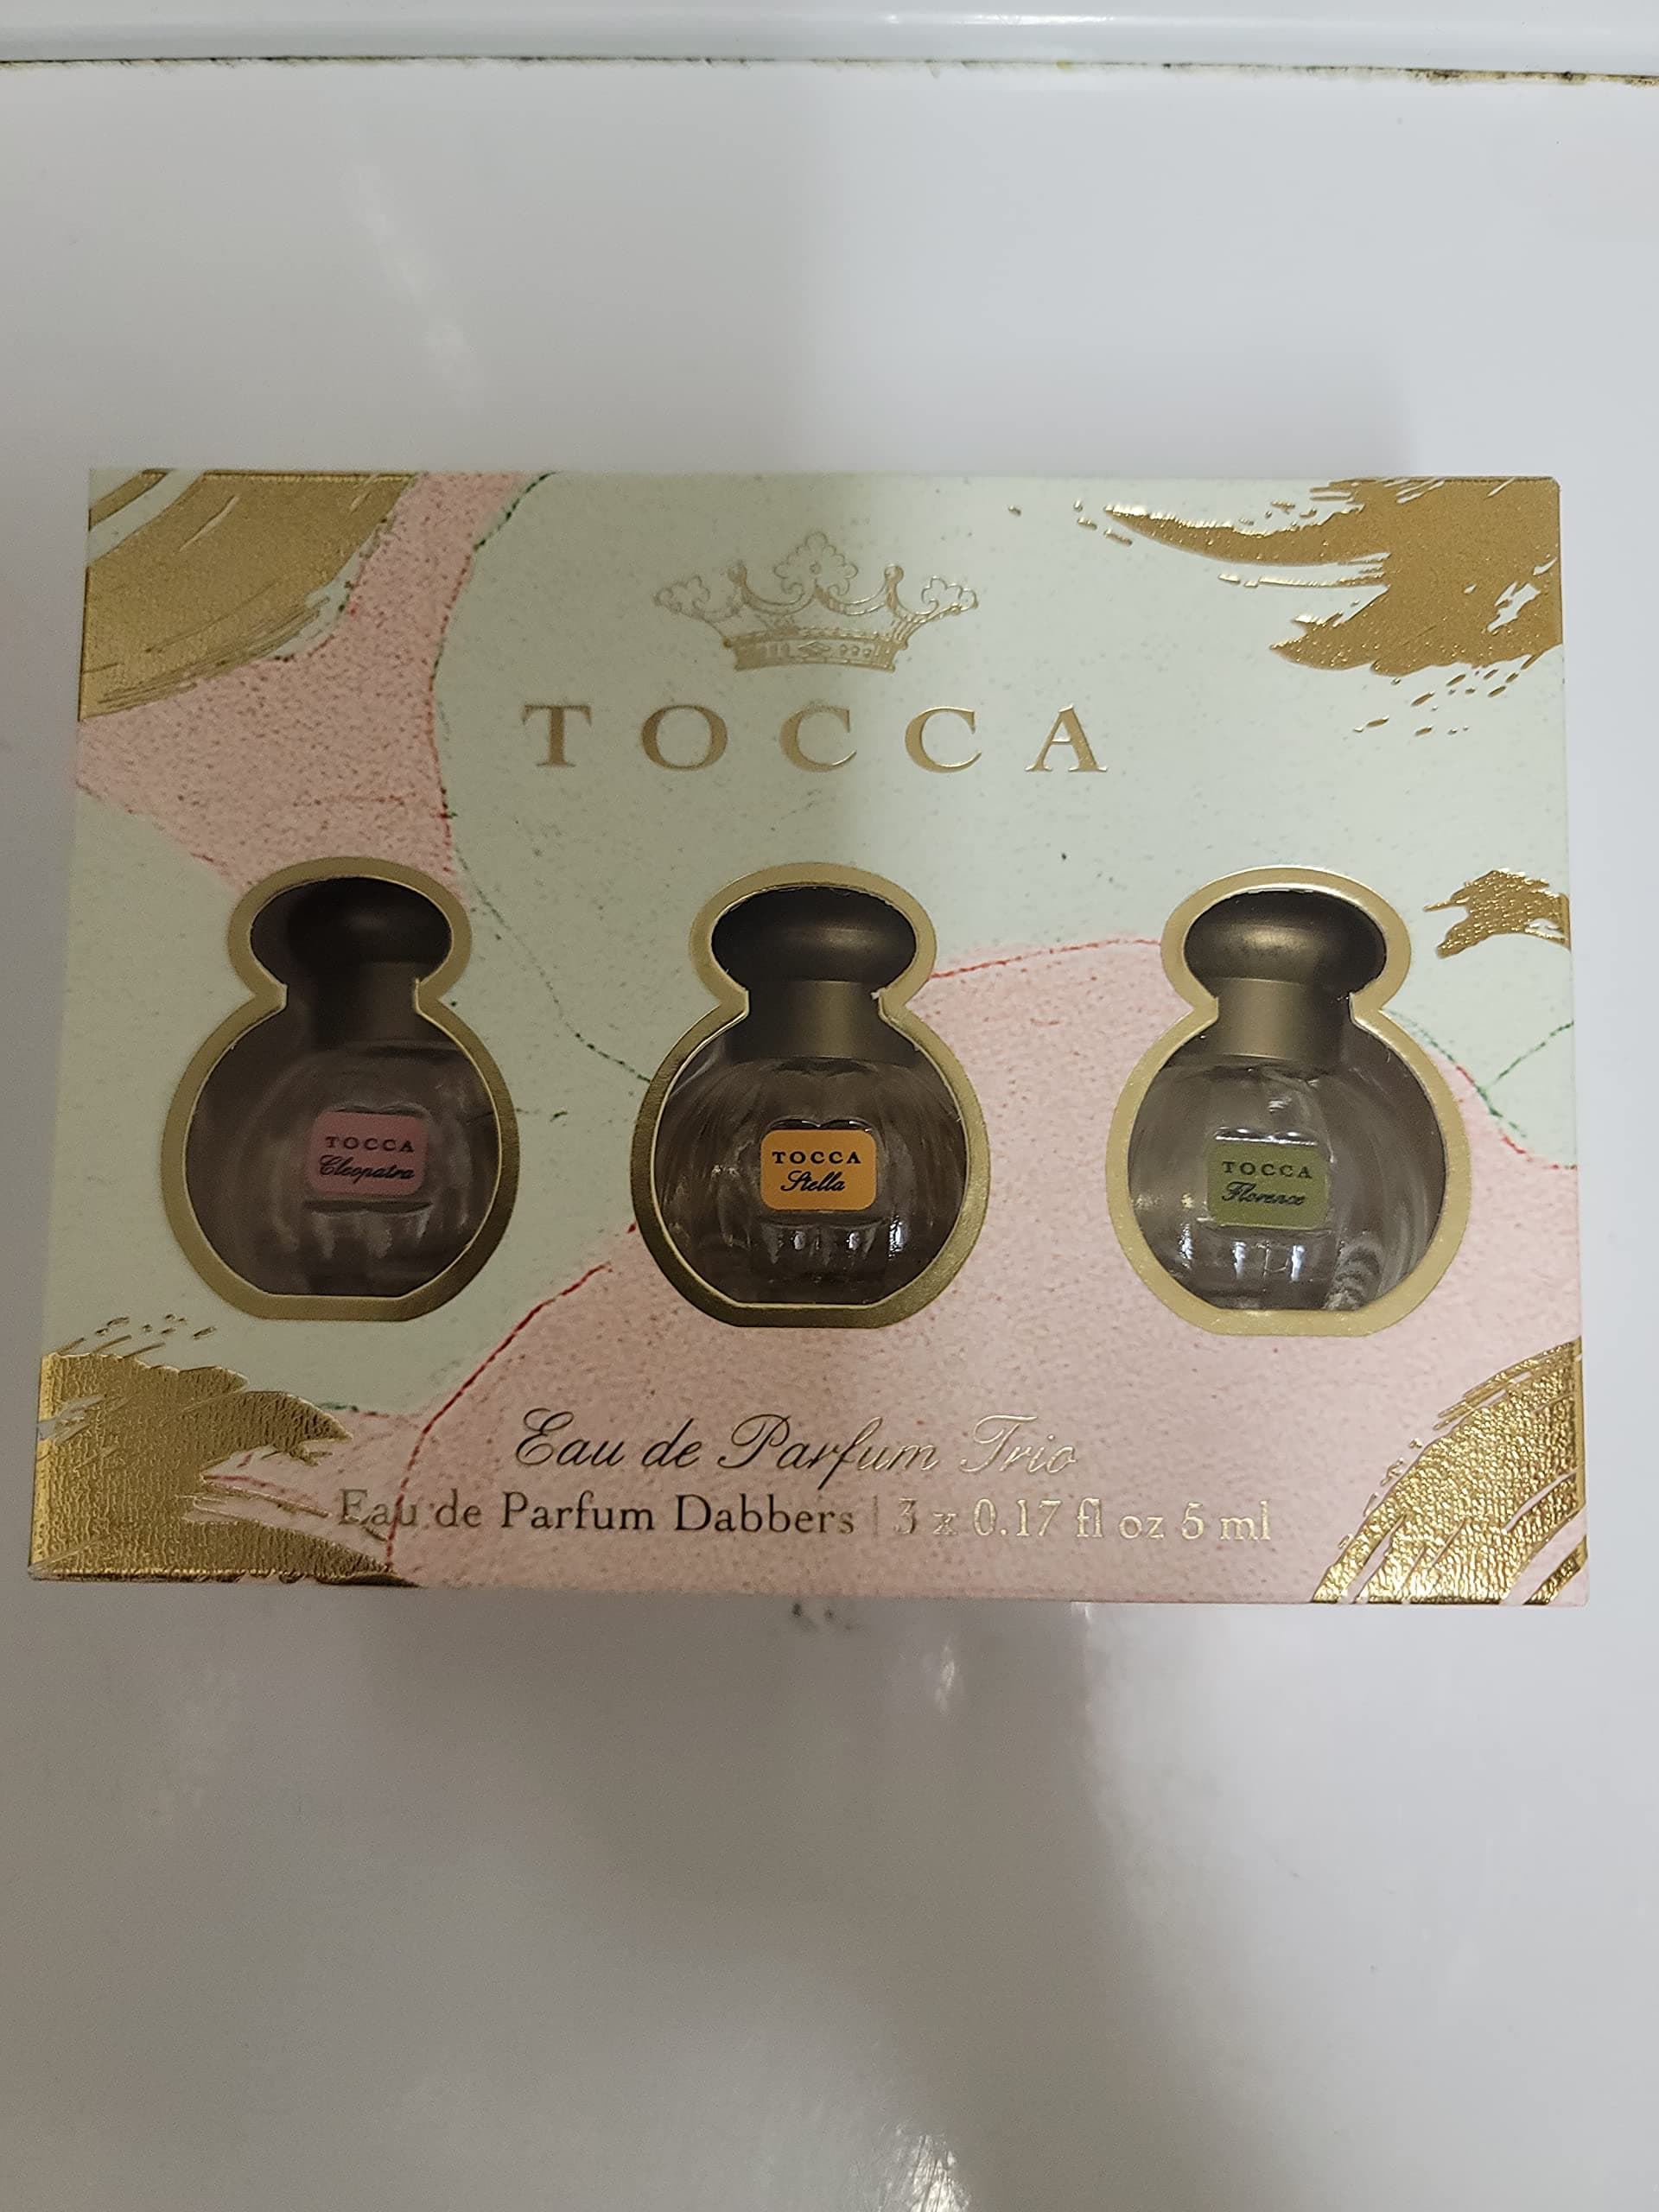 TOCCA
TOCCA
Cleopatra
TOCCA
Stella
TOCCA
Florence
Eau de Parfum Trio
Eau de Parfum Dabbers | 3 x 0.17 fl oz 5 ml